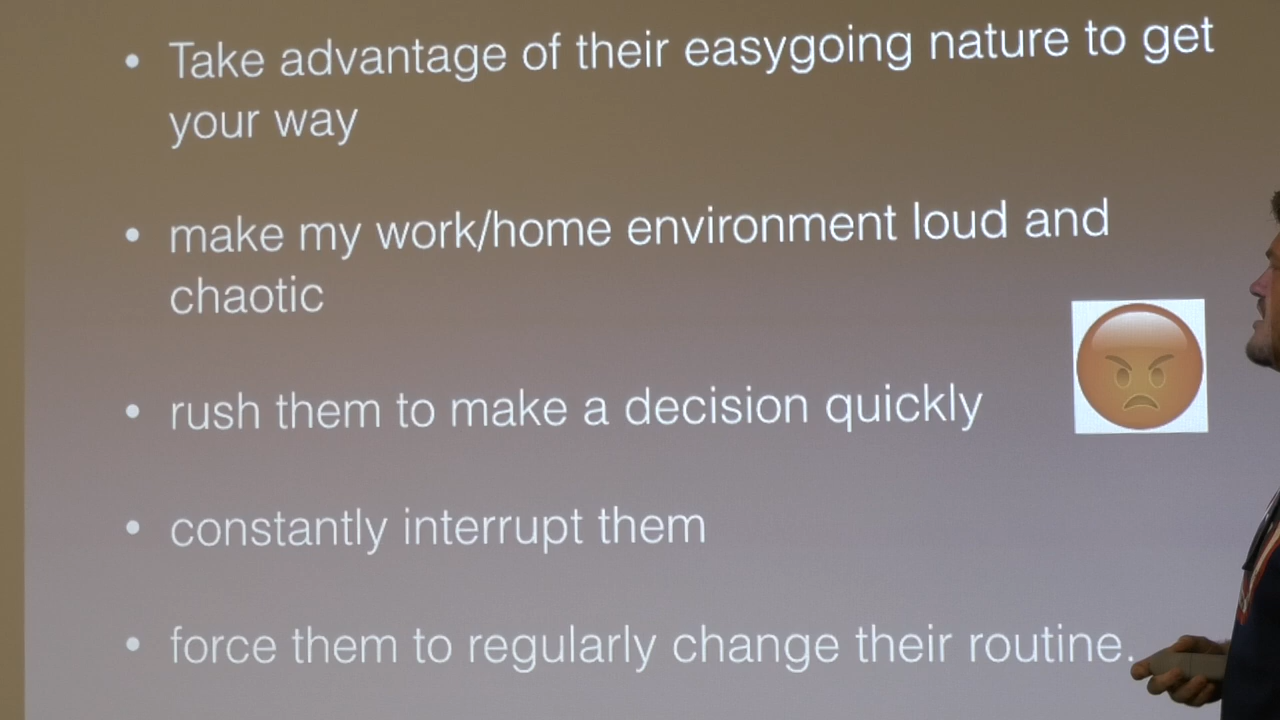 • Take advantage of their easygoing nature to get
your way
• make my work/home environment loud and
chaotic
• rush them to make a decision quickly
• constantly interrupt them
• force them to regularly change their routine.